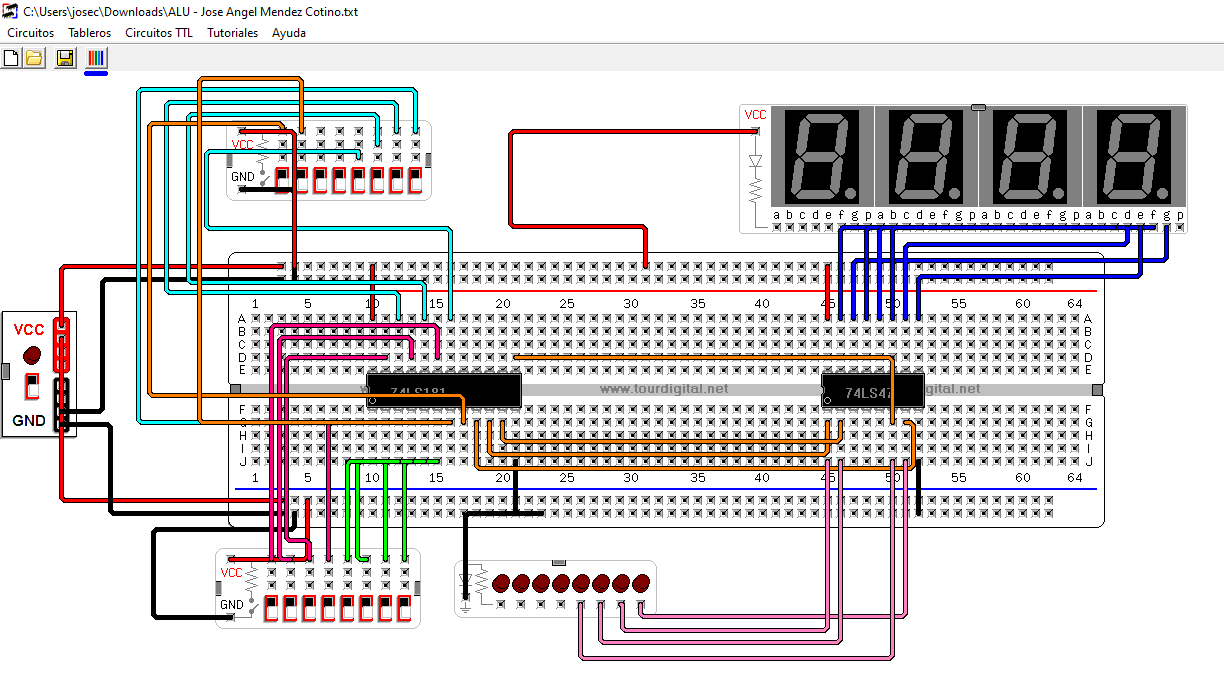 C:\Users\josec\Downloads\ALU - Jose Angel Mendez Cotino.txt
Circuitos Tableros Circuitos TTL Tutoriales Ayuda
VCC
GND
VCC
a b c d e f g p a b c d e f g p a b c d e f g p a b c d e f g p
VCC
GND
1 5 10 15 20 25 30 35 40 45 50 55 60 64
A A
B B
C C
D D
E E
74LS181 www.tourdigital.net 74LS47 gital.net
F F
G G
H H
I I
J J
1 5 10 15 20 25 30 35 40 45 50 55 60 64
VCC
GND